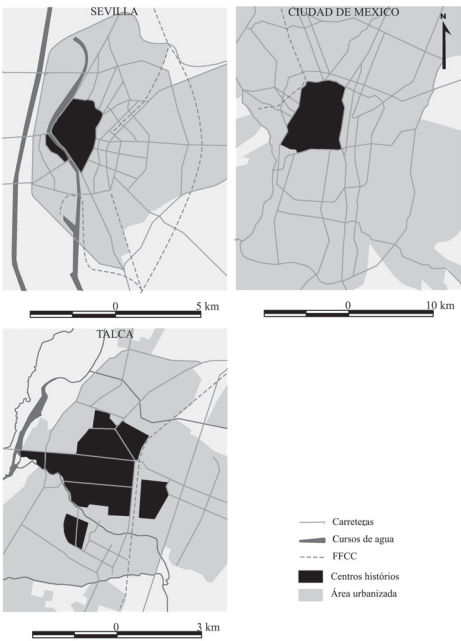 SEVILLA
CIUDAD DE MEXICO
N
0 5 km
0 10 km
TALCA
Carreteras
Cursos de agua
FFCC
Centros histórios
Área urbanizada
0 3 km